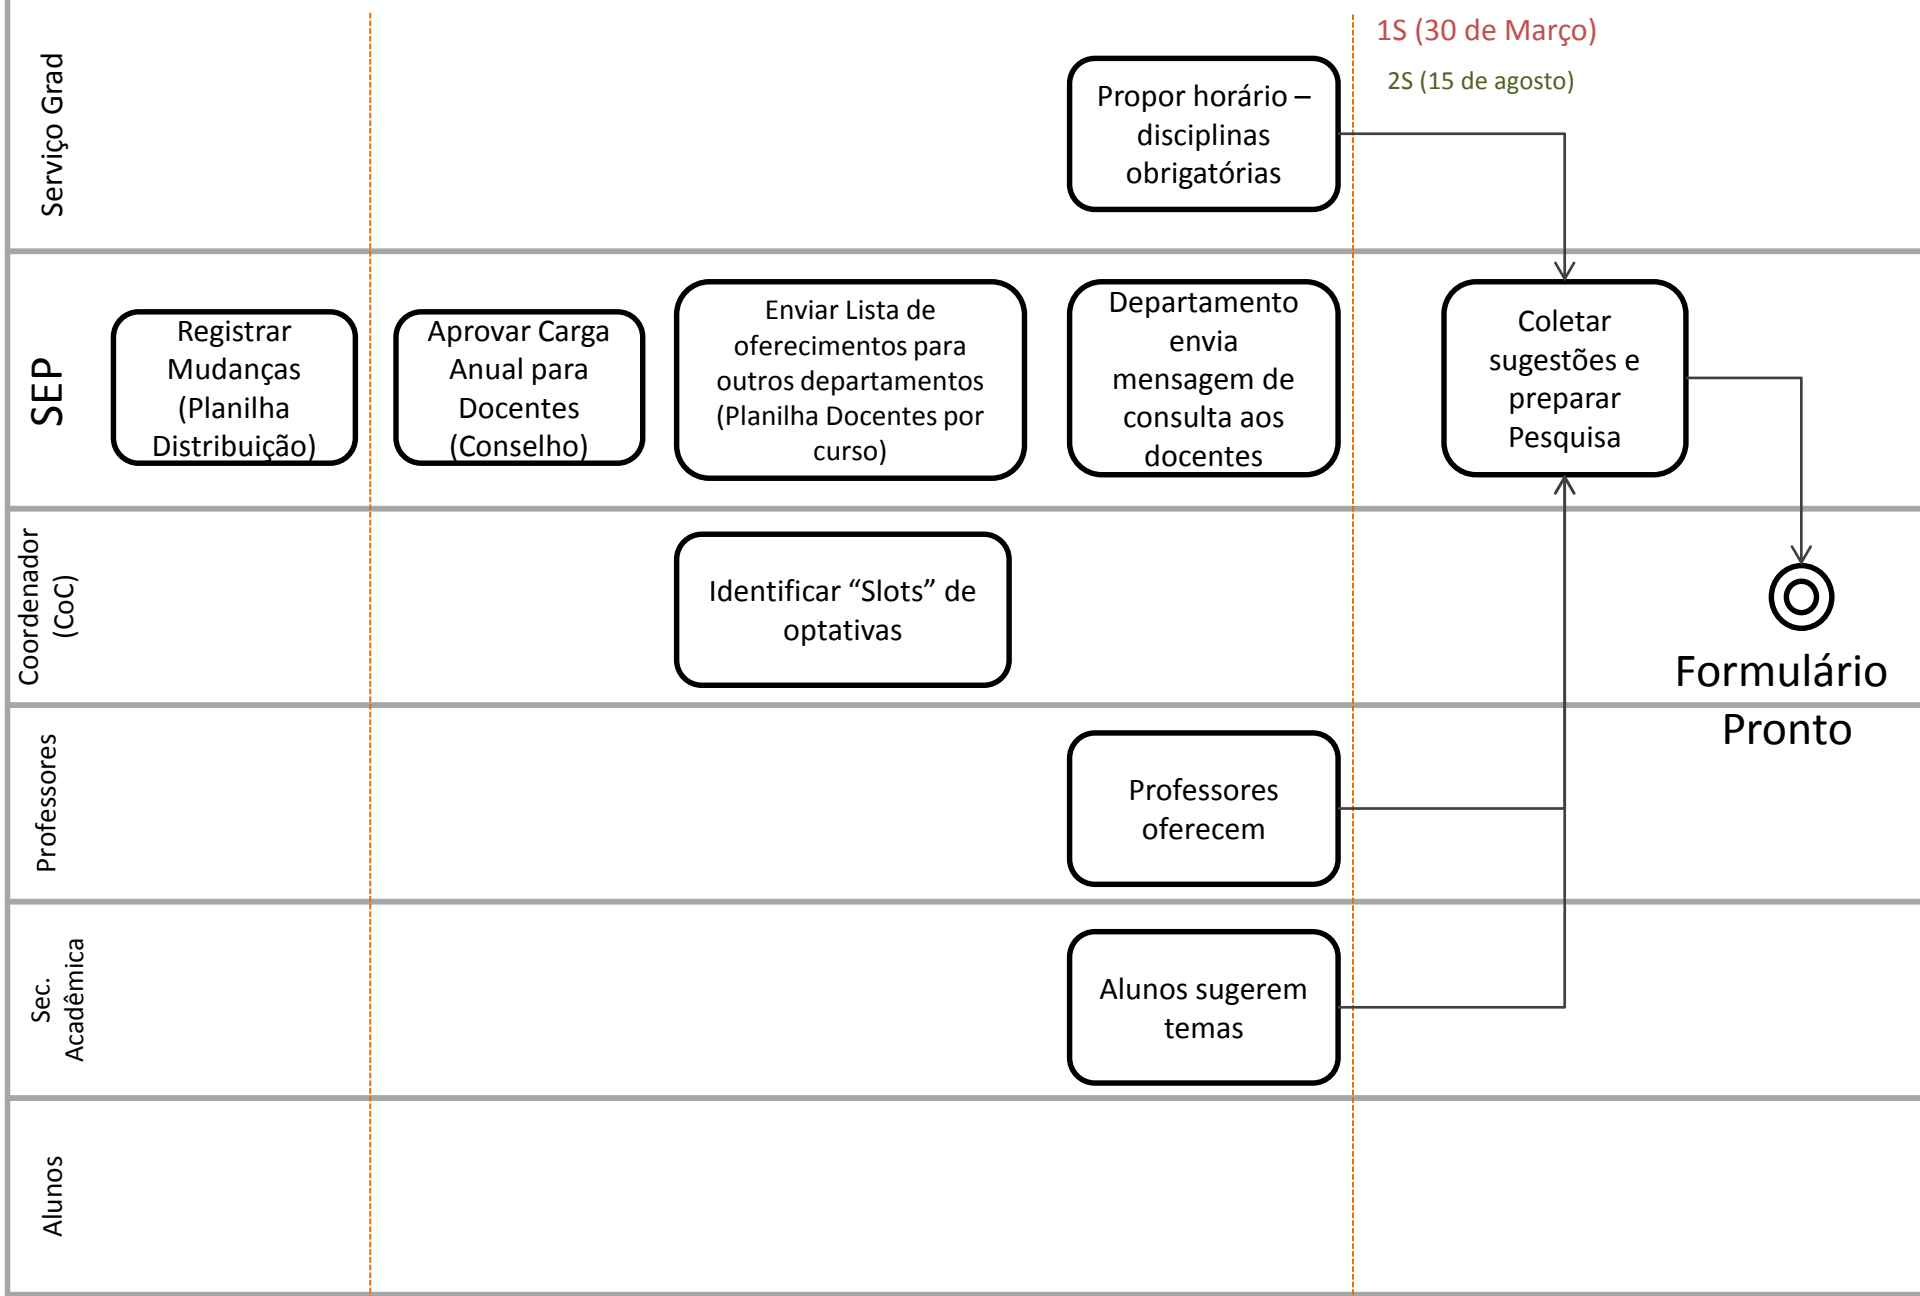 1S (30 de Março)
2S (15 de agosto)
Serviço Grad
Propor horário –
disciplinas
obrigatórias
SEP
Registrar
Mudanças
(Planilha
Distribuição)
Aprovar Carga
Anual para
Docentes
(Conselho)
Enviar Lista de
oferecimentos para
outros departamentos
(Planilha Docentes por
curso)
Departamento
envia
mensagem de
consulta aos
docentes
Coletar
sugestões e
preparar
Pesquisa
Coordenador
(CoC)
Identificar “Slots” de
optativas
Formulário
Pronto
Professores
Professores
oferecem
Sec.
Acadêmica
Alunos sugerem
temas
Alunos